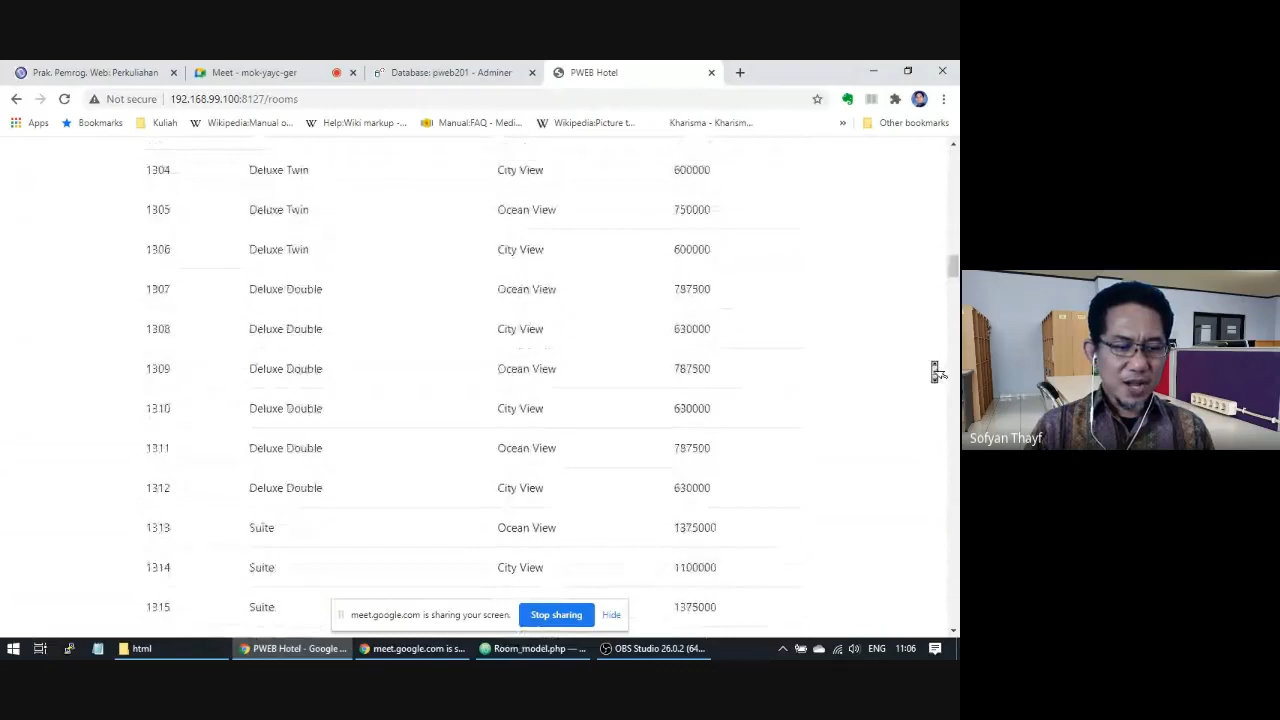 Prak. Pemrog. Web: Perkuliahan
Meet - mok-yayc-ger
Database: pweb201 - Adminer
PWEB Hotel
Not secure
192.168.99.100:8127/rooms
Apps
Bookmarks
Kuliah
Wikipedia:Manual o...
Help:Wiki markup -...
Manual:FAQ - Medi...
Wikipedia:Picture t...
Kharisma - Kharism...
»
Other bookmarks
1304 Deluxe Twin City View 600000
1305 Deluxe Twin Ocean View 750000
1306 Deluxe Twin City View 600000
1307 Deluxe Double Ocean View 787500
1308 Deluxe Double City View 630000
1309 Deluxe Double Ocean View 787500
1310 Deluxe Double City View 630000
1311 Deluxe Double Ocean View 787500
1312 Deluxe Double City View 630000
1313 Suite Ocean View 1375000
1314 Suite City View 1100000
1315 Suite Ocean View 1375000
meet.google.com is sharing your screen.
Stop sharing
Hide
Sofyan Thayf
html
PWEB Hotel - Google ...
meet.google.com is s...
Room_model.php — ...
OBS Studio 26.0.2 (64...
ENG
11:06